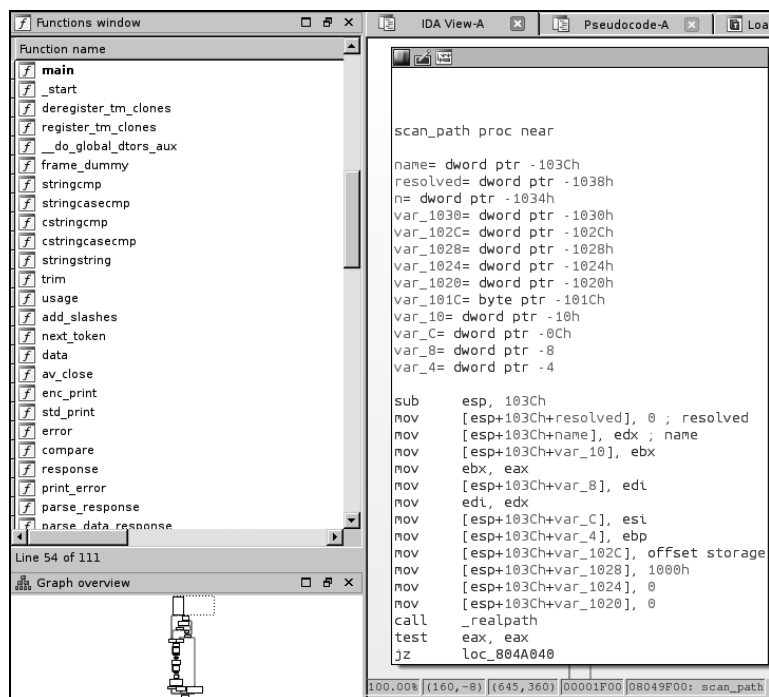 Functions window
Function name
main
_start
deregister_tm_clones
register_tm_clones
__do_global_dtors_aux
frame_dummy
stringcmp
stringcasecmp
cstringcmp
cstringcasecmp
stringstring
trim
usage
add_slashes
next_token
data
av_close
enc_print
std_print
error
compare
response
print_error
parse_response
parse_data_response
Line 54 of 111
Graph overview
IDA View-A
Pseudocode-A
Loa
scan_path proc near
name= dword ptr -103Ch
resolved= dword ptr -1038h
n= dword ptr -1034h
var_1030= dword ptr -1030h
var_102C= dword ptr -102Ch
var_1028= dword ptr -1028h
var_1024= dword ptr -1024h
var_1020= dword ptr -1020h
var_101C= byte ptr -101Ch
var_10= dword ptr -10h
var_C= dword ptr -0Ch
var_8= dword ptr -8
var_4= dword ptr -4
sub esp, 103Ch
mov [esp+103Ch+resolved], 0 ; resolved
mov [esp+103Ch+name], edx ; name
mov [esp+103Ch+var_10], ebx
mov ebx, eax
mov [esp+103Ch+var_8], edi
mov edi, edx
mov [esp+103Ch+var_C], esi
mov [esp+103Ch+var_4], ebp
mov [esp+103Ch+var_102C], offset storage
mov [esp+103Ch+var_1028], 1000h
mov [esp+103Ch+var_1024], 0
mov [esp+103Ch+var_1020], 0
call _realpath
test eax, eax
jz loc_804A040
100.00% (160,-8) (645,360) 00001F00 08049F00: scan_path